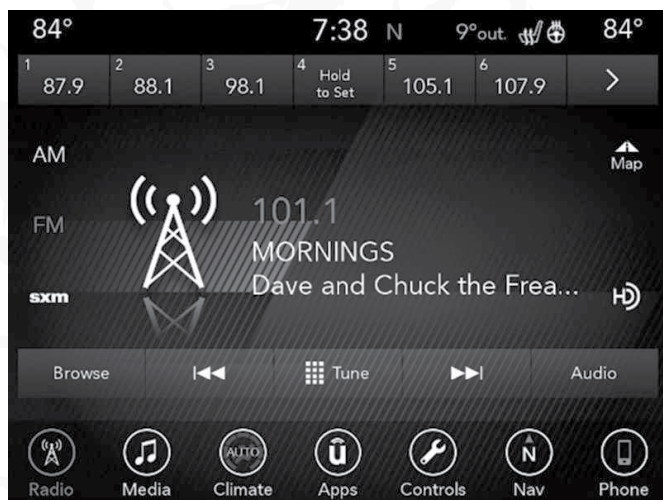 84° 7:38 N 9°out. 84°
1 87.9 2 88.1 3 98.1 4 Hold to Set 5 105.1 6 107.9 >
AM
Map
101.1
FM
MORNINGS
Dave and Chuck the Frea...
sxm
HD
Browse Tune Audio
AUTO û N
Radio Media Climate Apps Controls Nav Phone